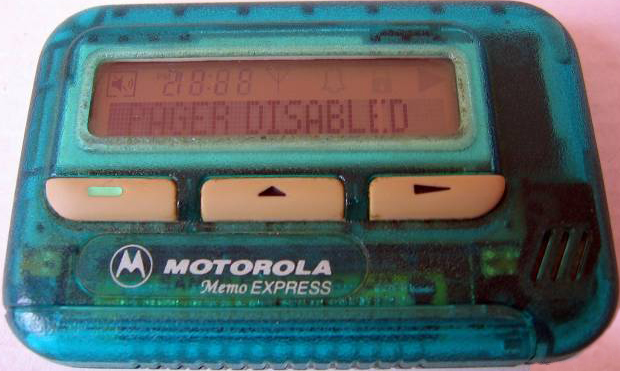 PAGER DISABLED
MOTOROLA
Memo EXPRESS